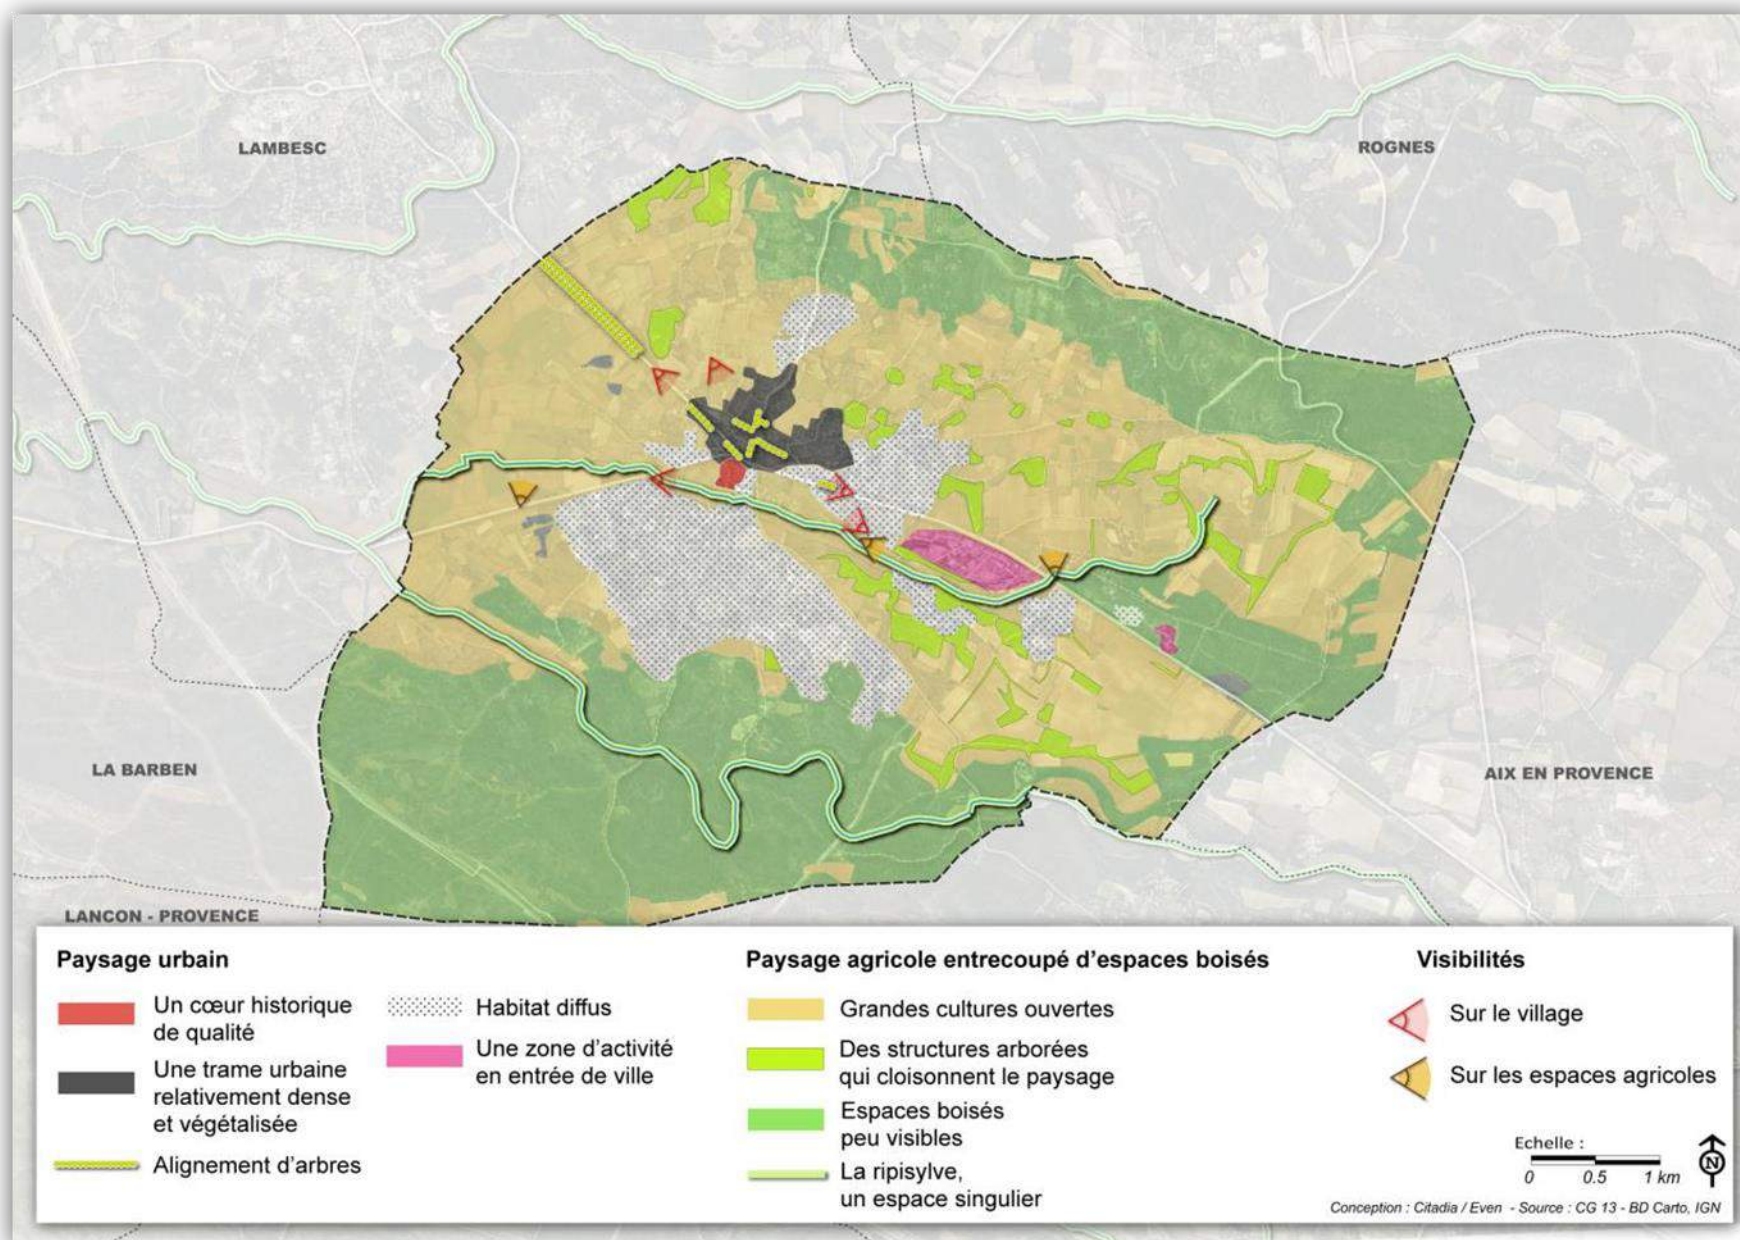 LAMBESC
ROGNES
LA BARBEN
AIX EN PROVENCE
LANCON - PROVENCE
Paysage urbain
Un cœur historique
de qualité
Une trame urbaine
relativement dense
et végétalisée
Alignement d'arbres
Habitat diffus
Une zone d'activité
en entrée de ville
Paysage agricole entrecoupé d'espaces boisés
Grandes cultures ouvertes
Des structures arborées
qui cloisonnent le paysage
Espaces boisés
peu visibles
La ripisylve,
un espace singulier
Visibilités
Sur le village
Sur les espaces agricoles
Echelle :
0 0.5 1 km
N
Conception : Citadia / Even - Source : CG 13 - BD Carto, IGN